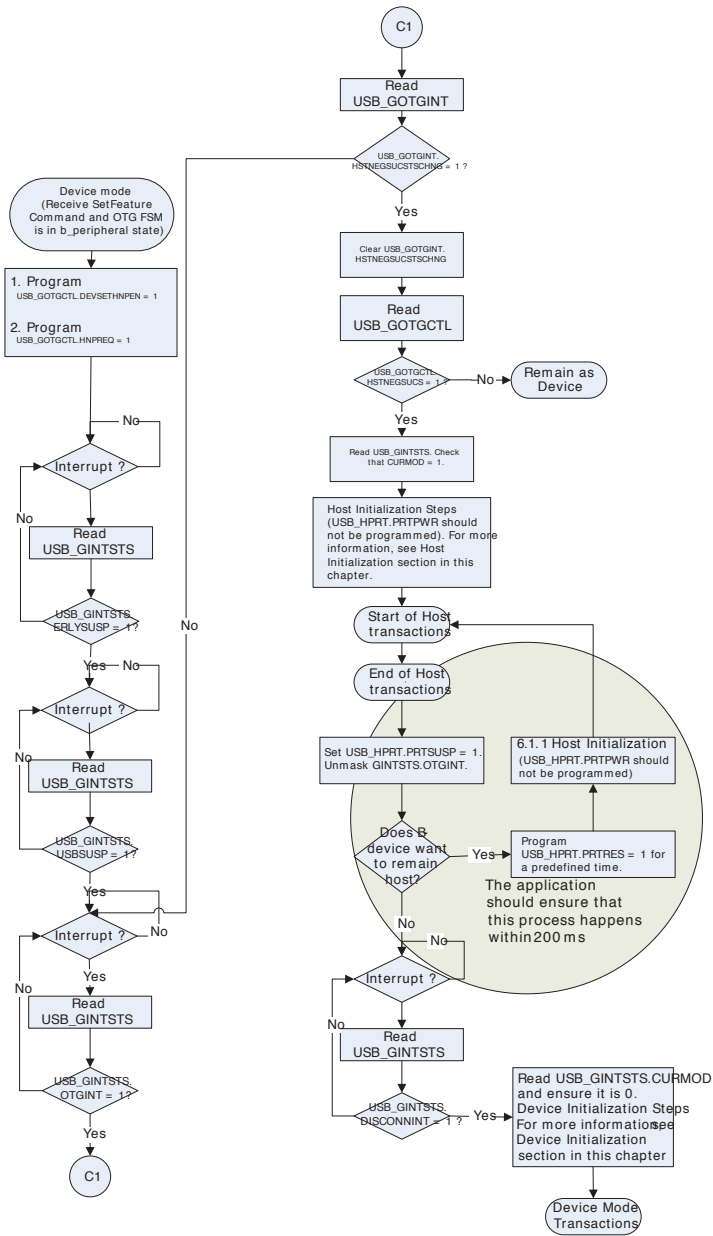 C1
Read
USB_GOTGINT
USB_GOTGINT.
HSTNEGSUCSTSCHNG = 1 ?
Yes
Clear USB_GOTGINT.
HSTNEGSUCSTSCHNG
Read
USB_GOTGCTL
USB_GOTGCTL.
HSTNEGSUCS = 1 ?
No
Remain as
Device
Yes
Read USB_GINTSTS. Check
that CURMOD = 1.
Host Initialization Steps
(USB_HPRT.PRTPWR should
not be programmed). For more
information, see Host
Initialization section in this
chapter.
Start of Host
transactions
End of Host
transactions
Set USB_HPRT.PRTSUSP = 1.
Unmask GINTSTS.OTGINT.
6.1.1 Host Initialization
(USB_HPRT.PRTPWR should
not be programmed)
Does B-
device want
to remain
host?
Yes
Program
USB_HPRT.PRTRES = 1 for
a predefined time.
The application
should ensure that
this process happens
within 200 ms
No
No
Interrupt ?
No
Read
USB_GINTSTS
USB_GINTSTS.
DISCONNINT = 1 ?
Yes
Read USB_GINTSTS.CURMOD
and ensure it is 0.
Device Initialization Steps
For more information, see
Device Initialization
section in this chapter
Device Mode
Transactions
Device mode
(Receive SetFeature
Command and OTG FSM
is in b_peripheral state)
1. Program
USB_GOTGCTL.DEVSETHNPEN = 1
2. Program
USB_GOTGCTL.HNPREQ = 1
No
Interrupt ?
No
Read
USB_GINTSTS
USB_GINTSTS.
ERLYSUSP = 1?
No
Yes
No
Interrupt ?
No
Read
USB_GINTSTS
USB_GINTSTS.
USBSUSP = 1?
Yes
Interrupt ?
No
Yes
No
Read
USB_GINTSTS
USB_GINTSTS.
OTGINT = 1?
Yes
C1